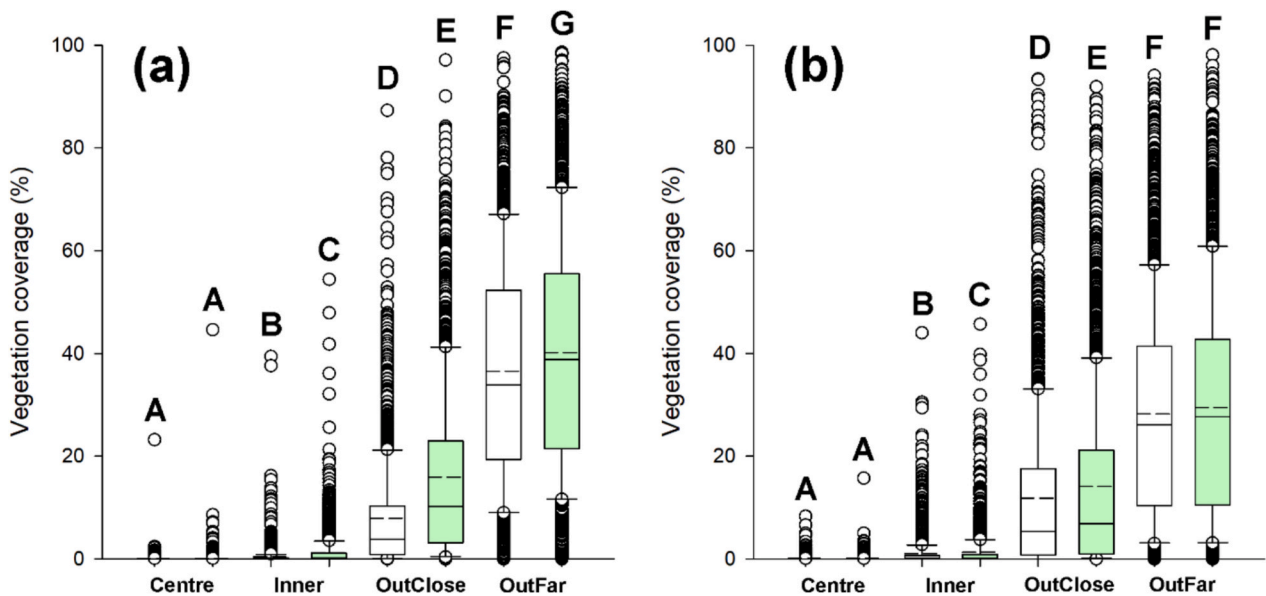 (a)
Vegetation coverage (%)
100
80
60
40
20
0
A
A
B
C
D
E
F
G
Centre
Inner
OutClose
OutFar
(b)
Vegetation coverage (%)
100
80
60
40
20
0
A
A
B
C
D
E
F
F
Centre
Inner
OutClose
OutFar